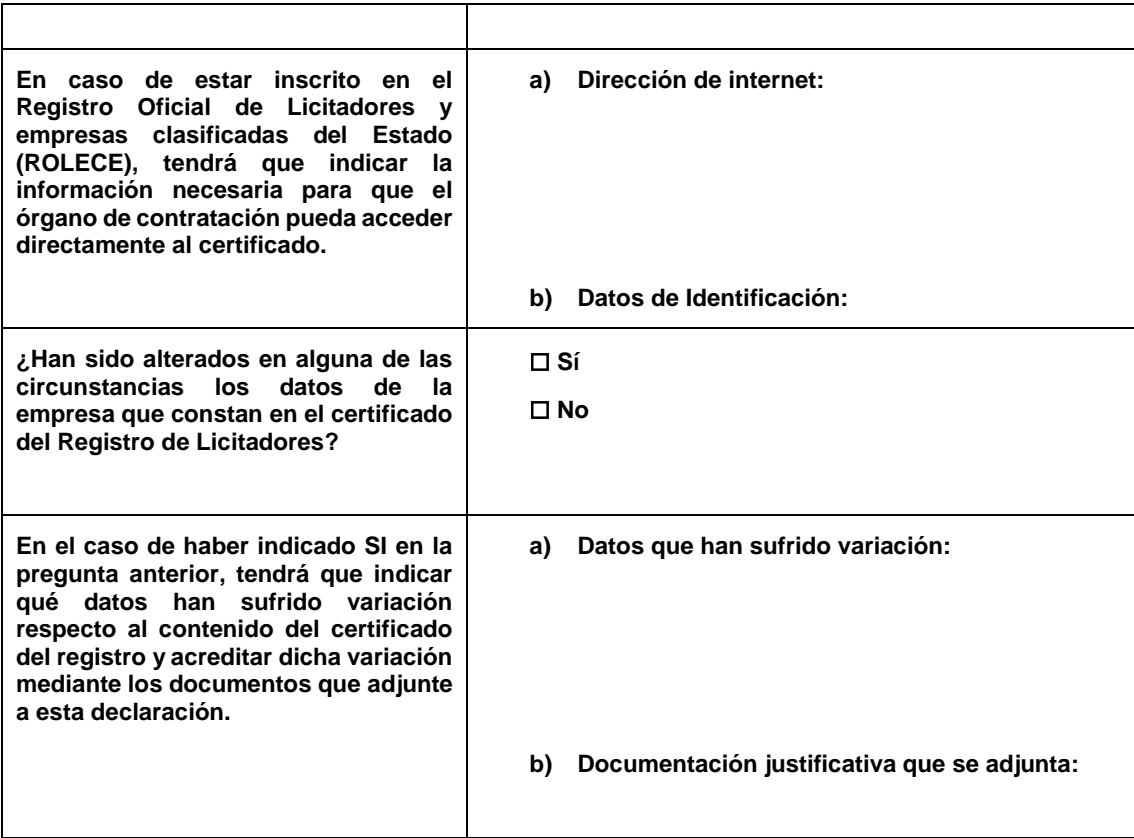 En caso de estar inscrito en el
Registro Oficial de Licitadores y
empresas clasificadas del Estado
(ROLECE), tendrá que indicar la
información necesaria para que el
órgano de contratación pueda acceder
directamente al certificado.
a) Dirección de internet:
b) Datos de Identificación:
¿Han sido alterados en alguna de las
circunstancias los datos de la
empresa que constan en el certificado
del Registro de Licitadores?
☐ Sí
☐ No
En el caso de haber indicado SI en la
pregunta anterior, tendrá que indicar
qué datos han sufrido variación
respecto al contenido del certificado
del registro y acreditar dicha variación
mediante los documentos que adjunte
a esta declaración.
a) Datos que han sufrido variación:
b) Documentación justificativa que se adjunta: